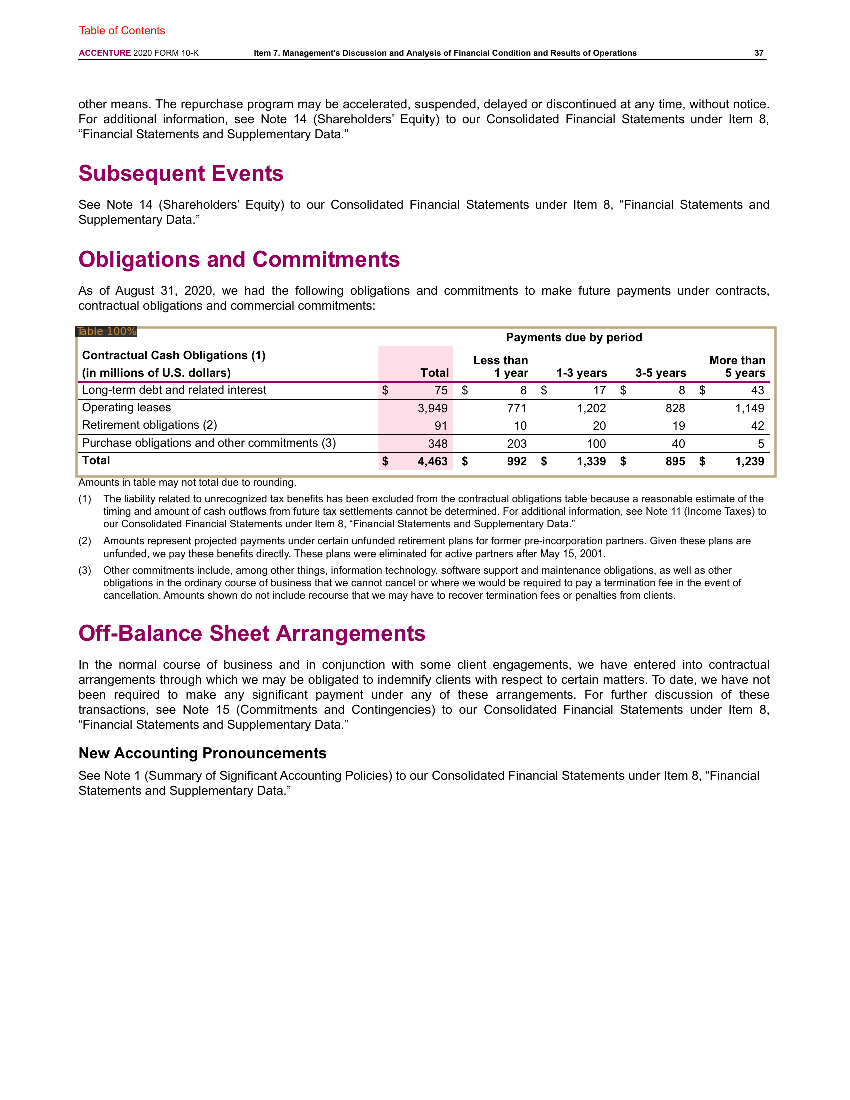 Table of Contents
ACCENTURE 2020 FORM 10-K Item 7. Management's Discussion and Analysis of Financial Condition and Results of Operations 37
other means. The repurchase program may be accelerated, suspended, delayed or discontinued at any time, without notice.
For additional information, see Note 14 (Shareholders' Equity) to our Consolidated Financial Statements under Item 8,
"Financial Statements and Supplementary Data."
Subsequent Events
See Note 14 (Shareholders' Equity) to our Consolidated Financial Statements under Item 8, "Financial Statements and
Supplementary Data."
Obligations and Commitments
As of August 31, 2020, we had the following obligations and commitments to make future payments under contracts,
contractual obligations and commercial commitments:
Table 100%
Payments due by period
Contractual Cash Obligations (1)
(in millions of U.S. dollars) Total Less than 1 year 1-3 years 3-5 years More than 5 years
Long-term debt and related interest $ 75 $ 8 $ 17 $ 8 $ 43
Operating leases 3,949 771 1,202 828 1,149
Retirement obligations (2) 91 10 20 19 42
Purchase obligations and other commitments (3) 348 203 100 40 5
Total $ 4,463 $ 992 $ 1,339 $ 895 $ 1,239
Amounts in table may not total due to rounding.
(1) The liability related to unrecognized tax benefits has been excluded from the contractual obligations table because a reasonable estimate of the
timing and amount of cash outflows from future tax settlements cannot be determined. For additional information, see Note 11 (Income Taxes) to
our Consolidated Financial Statements under Item 8, "Financial Statements and Supplementary Data."
(2) Amounts represent projected payments under certain unfunded retirement plans for former pre-incorporation partners. Given these plans are
unfunded, we pay these benefits directly. These plans were eliminated for active partners after May 15, 2001.
(3) Other commitments include, among other things, information technology, software support and maintenance obligations, as well as other
obligations in the ordinary course of business that we cannot cancel or where we would be required to pay a termination fee in the event of
cancellation. Amounts shown do not include recourse that we may have to recover termination fees or penalties from clients.
Off-Balance Sheet Arrangements
In the normal course of business and in conjunction with some client engagements, we have entered into contractual
arrangements through which we may be obligated to indemnify clients with respect to certain matters. To date, we have not
been required to make any significant payment under any of these arrangements. For further discussion of these
transactions, see Note 15 (Commitments and Contingencies) to our Consolidated Financial Statements under Item 8,
"Financial Statements and Supplementary Data."
New Accounting Pronouncements
See Note 1 (Summary of Significant Accounting Policies) to our Consolidated Financial Statements under Item 8, "Financial
Statements and Supplementary Data."